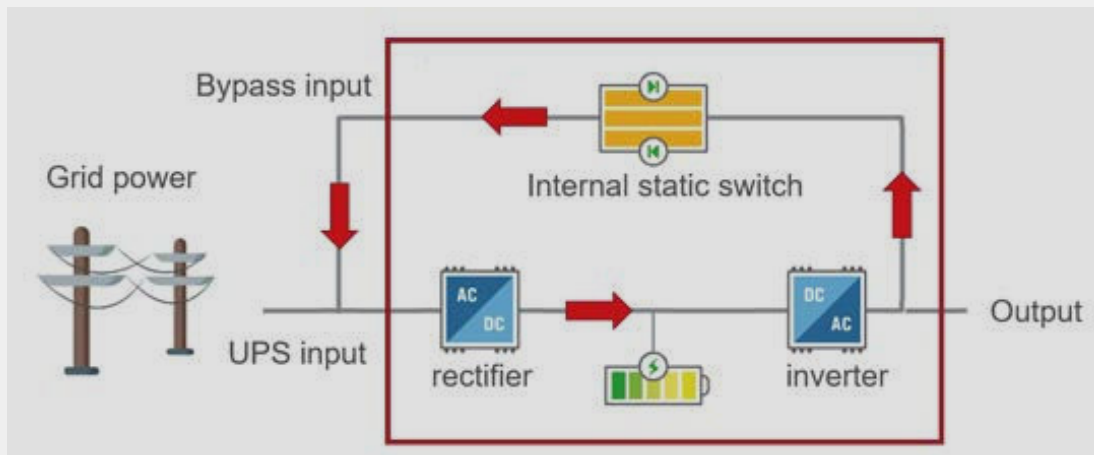 Bypass input
Grid power
Internal static switch
AC
DC
DC
AC
Output
UPS input
rectifier
inverter